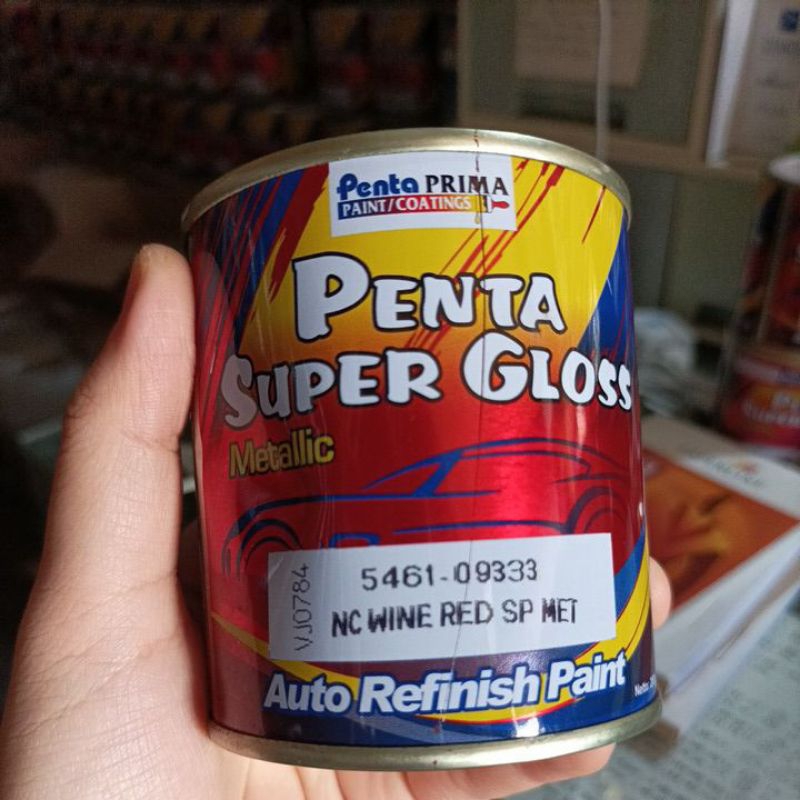 Penta PRIMA
PAINT/COATINGS
PENTA
SUPER GLOSS
Metallic
VJ0784
5461-09333
NC WINE RED SP MET
Auto Refinish Paint
Netto